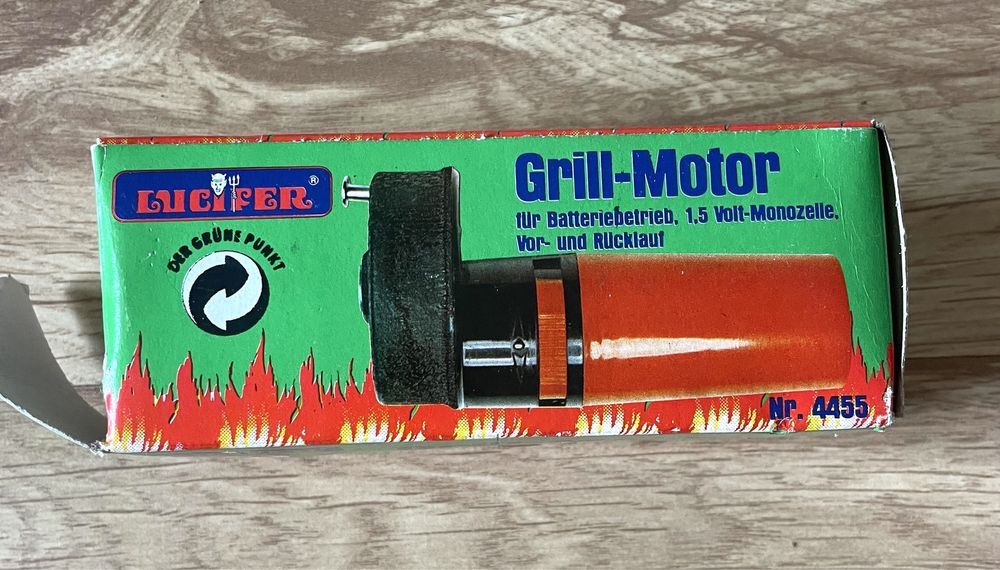 LUCIFER®
DER GRÜNE PUNKT
Grill-Motor
für Batteriebetrieb, 1,5 Volt-Monozelle,
Vor- und Rücklauf
Nr. 4455